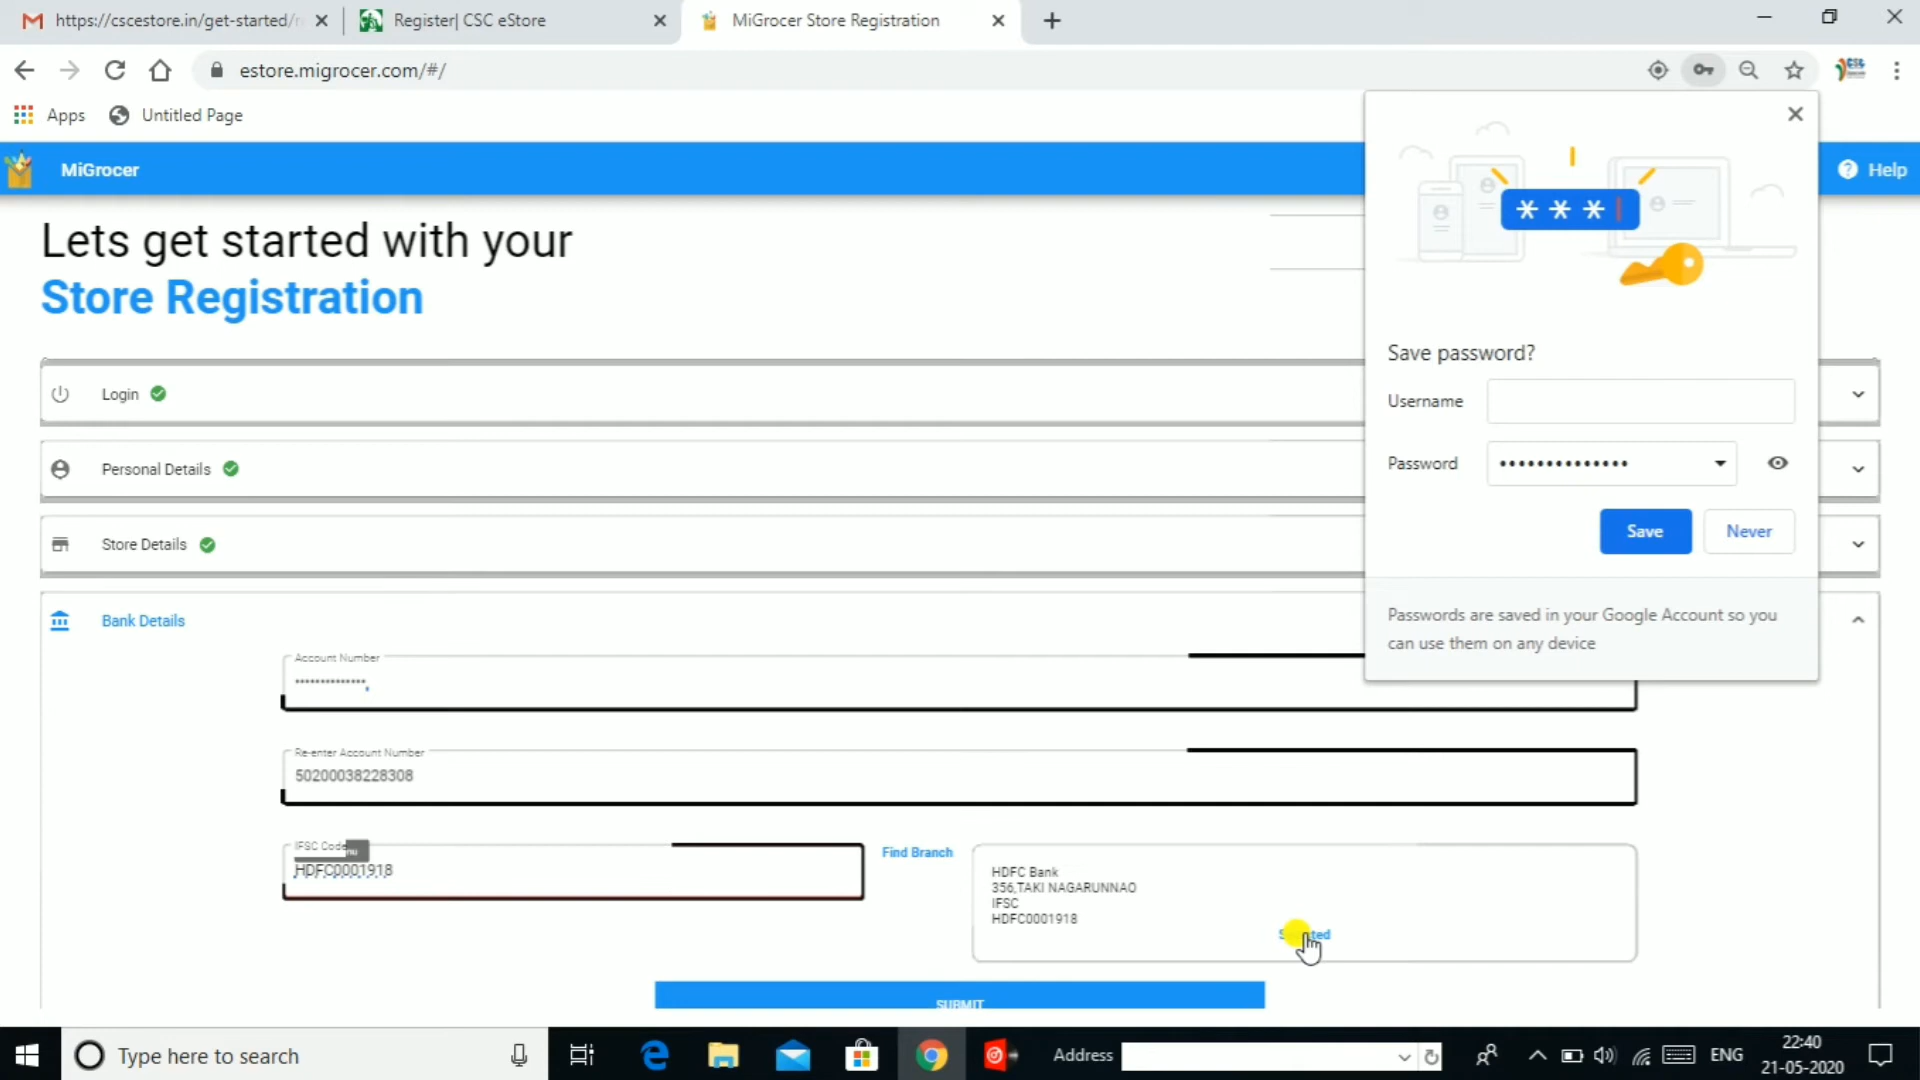 https://cscestore.in/get-started/r
Register| CSC eStore
MiGrocer Store Registration
estore.migrocer.com/#/
Apps
Untitled Page
MiGrocer
Help
Lets get started with your
Store Registration
Login
Personal Details
Store Details
Bank Details
Account Number
••••••••••••••
Re-enter Account Number
50200038228308
IFSC Code
HDFC0001918
Find Branch
HDFC Bank
356,TAKI NAGARUNNAO
IFSC
HDFC0001918
SUBMIT
***
Save password?
Username
Password ••••••••••••••
Save Never
Passwords are saved in your Google Account so you
can use them on any device
Type here to search
Address
ENG
22:40
21-05-2020